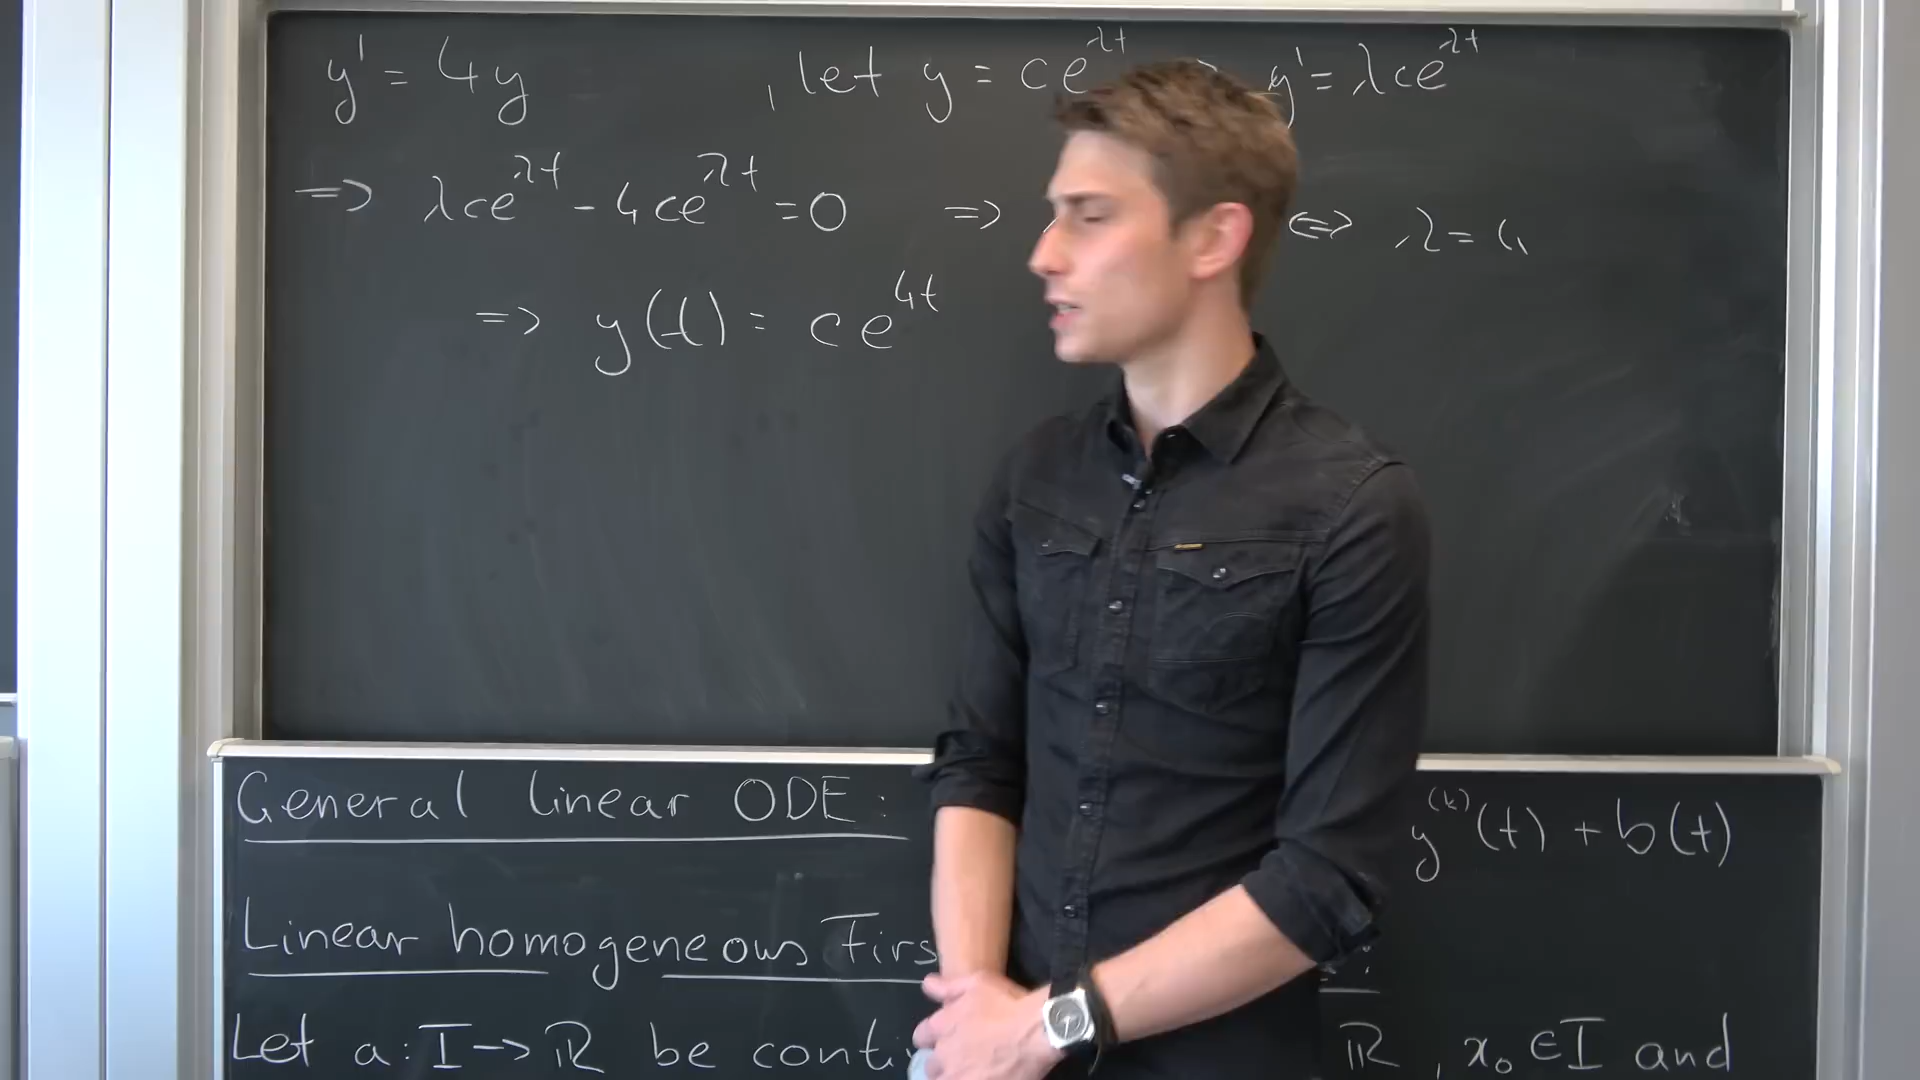 y' = 4y , let y = ce^λt y' = λce^λt
=> λce^λt - 4ce^λt = 0 => <=> λ = 4
=> y(t) = ce^4t
General linear ODE: y^(k)(t) + b(t)
Linear homogeneous :
Let a: I -> ℝ be ℝ, x₀ ∈ I and